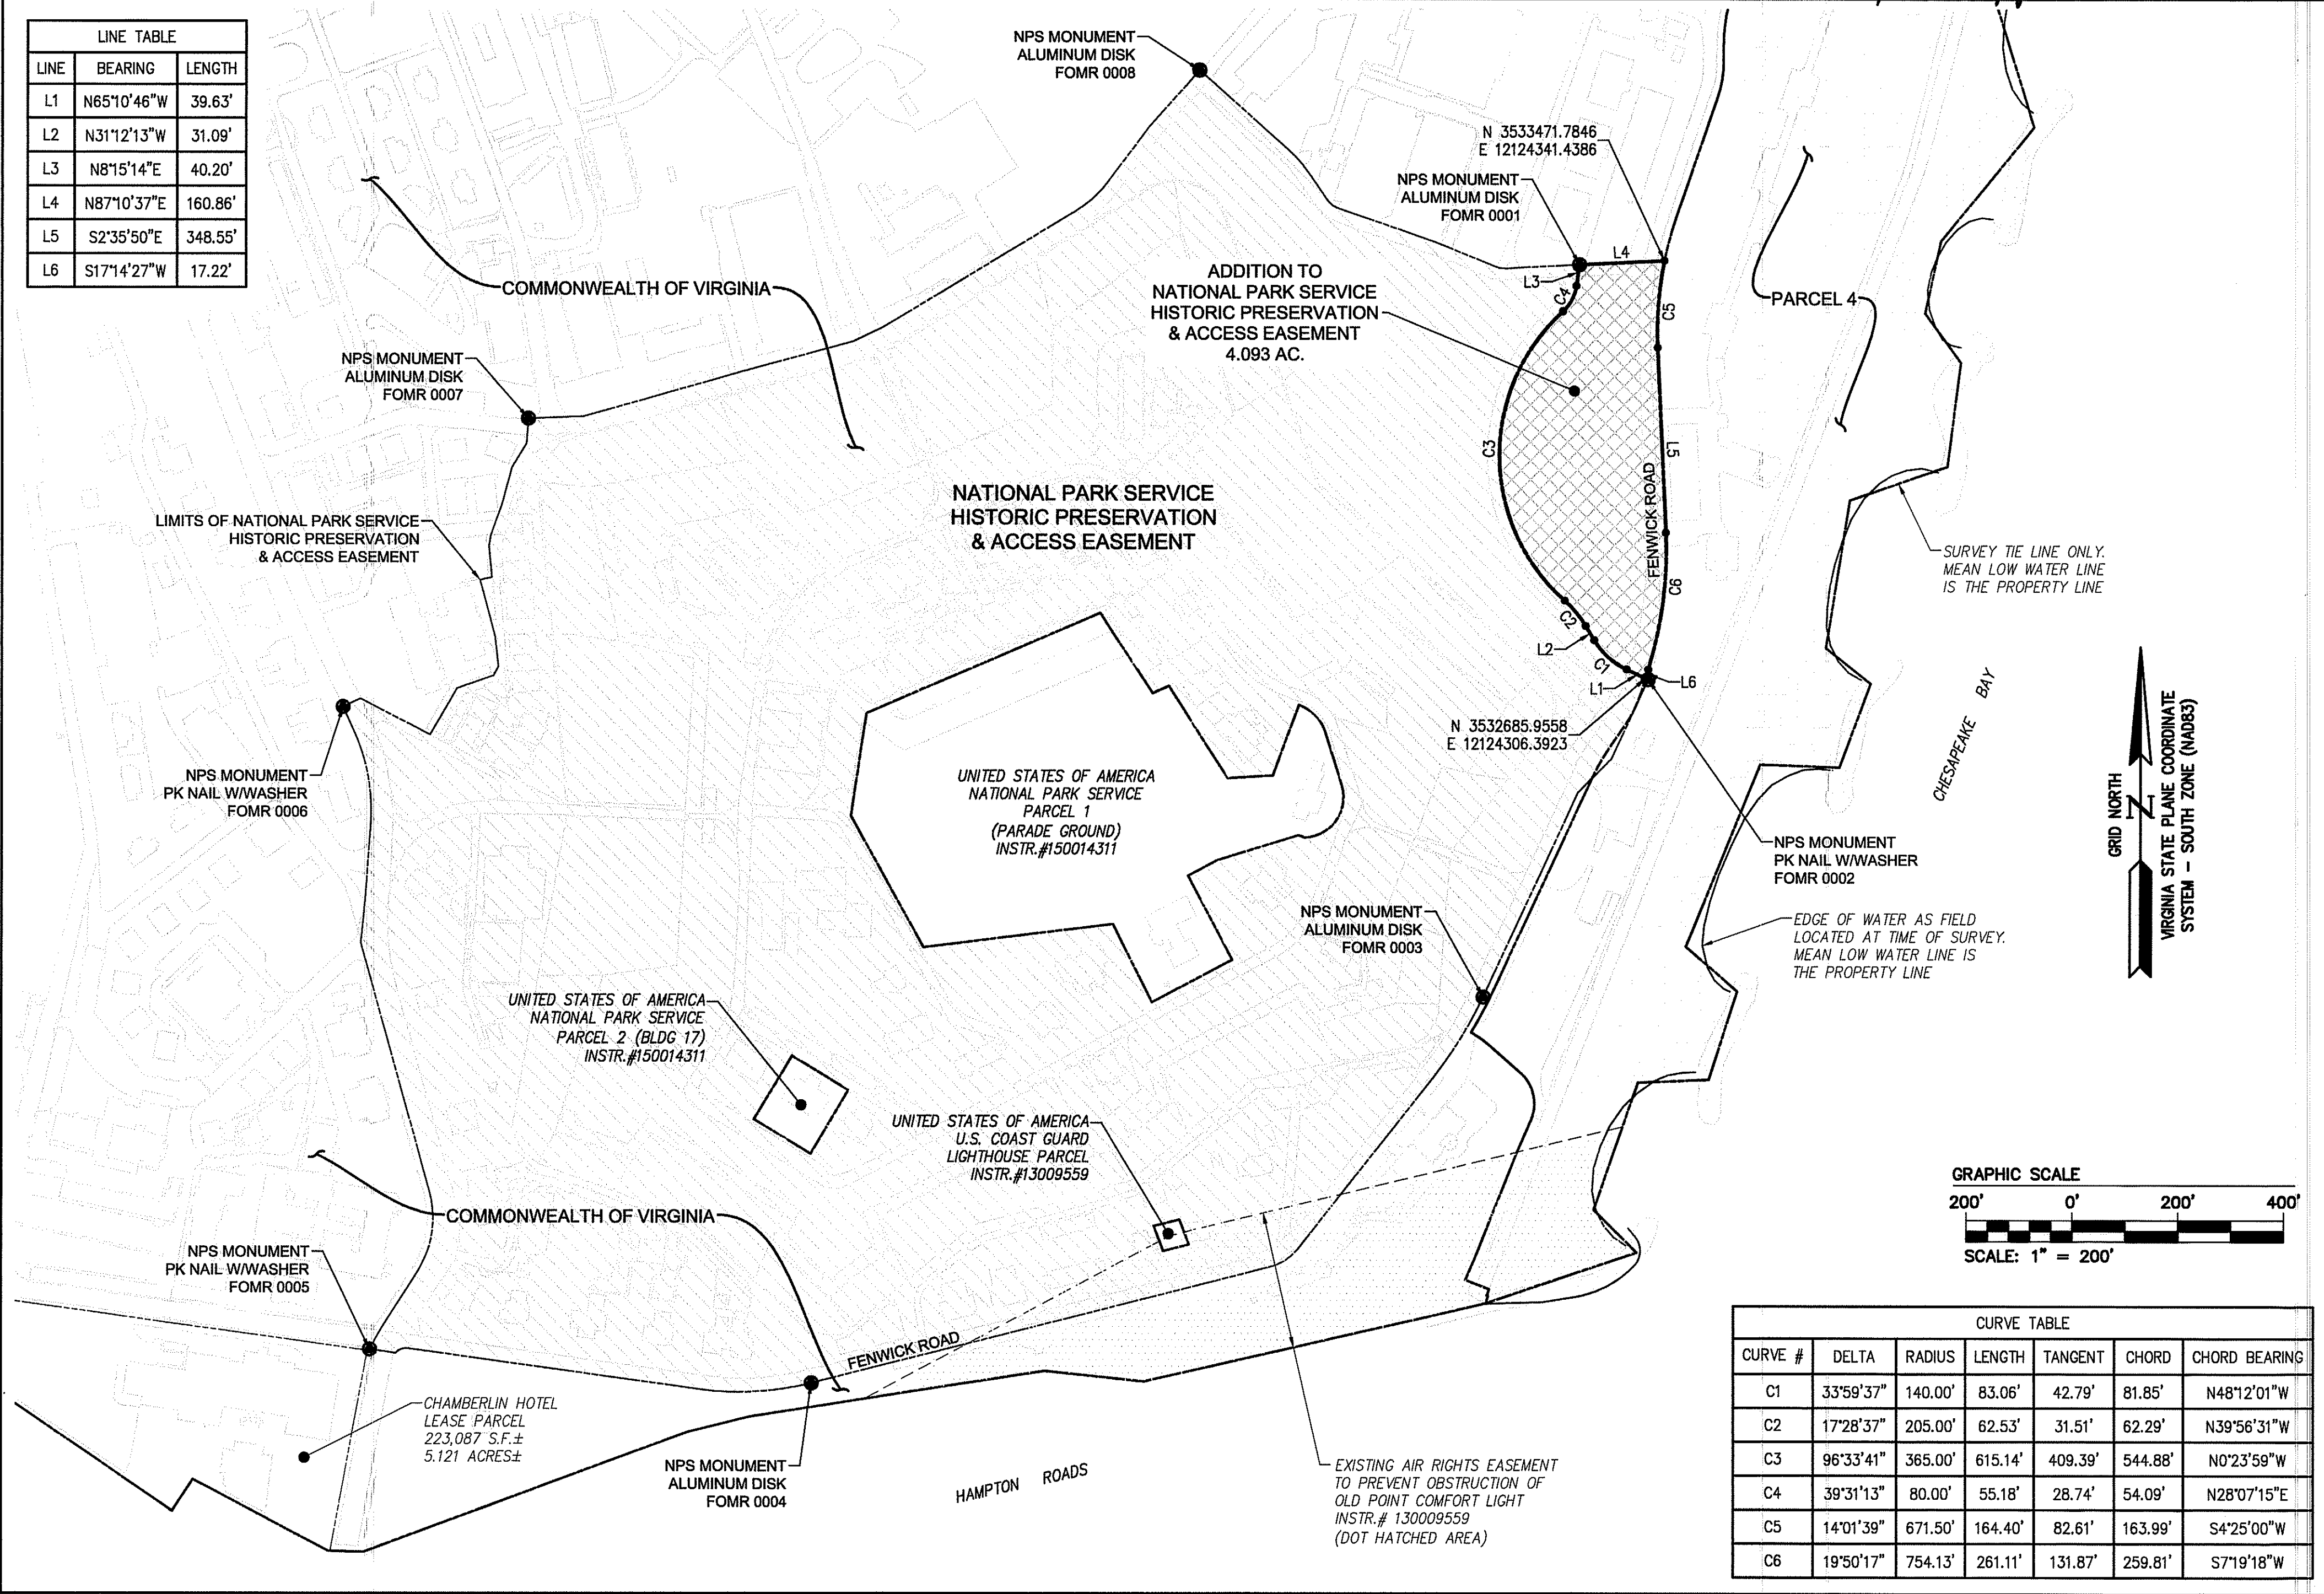 LINE TABLE
LINE BEARING LENGTH
L1 N65°10'46"W 39.63'
L2 N31°12'13"W 31.09'
L3 N8°15'14"E 40.20'
L4 N87°10'37"E 160.86'
L5 S2°35'50"E 348.55'
L6 S17°14'27"W 17.22'
NPS MONUMENT
ALUMINUM DISK
FOMR 0008
N 3533471.7846
E 12124341.4386
NPS MONUMENT
ALUMINUM DISK
FOMR 0001
L4
L3
C4
C5
COMMONWEALTH OF VIRGINIA
ADDITION TO
NATIONAL PARK SERVICE
HISTORIC PRESERVATION
& ACCESS EASEMENT
4.093 AC.
PARCEL 4
NPS MONUMENT
ALUMINUM DISK
FOMR 0007
C3
L5
FENWICK ROAD
NATIONAL PARK SERVICE
HISTORIC PRESERVATION
& ACCESS EASEMENT
LIMITS OF NATIONAL PARK SERVICE
HISTORIC PRESERVATION
& ACCESS EASEMENT
SURVEY TIE LINE ONLY.
MEAN LOW WATER LINE
IS THE PROPERTY LINE
C6
C2
L2
C1
L1
L6
N 3532685.9558
E 12124306.3923
NPS MONUMENT
PK NAIL W/WASHER
FOMR 0006
UNITED STATES OF AMERICA
NATIONAL PARK SERVICE
PARCEL 1
(PARADE GROUND)
INSTR.#150014311
CHESAPEAKE BAY
GRID NORTH
N
VIRGINIA STATE PLANE COORDINATE
SYSTEM - SOUTH ZONE (NAD83)
NPS MONUMENT
PK NAIL W/WASHER
FOMR 0002
NPS MONUMENT
ALUMINUM DISK
FOMR 0003
EDGE OF WATER AS FIELD
LOCATED AT TIME OF SURVEY.
MEAN LOW WATER LINE IS
THE PROPERTY LINE
UNITED STATES OF AMERICA
NATIONAL PARK SERVICE
PARCEL 2 (BLDG 17)
INSTR.#150014311
UNITED STATES OF AMERICA
U.S. COAST GUARD
LIGHTHOUSE PARCEL
INSTR.#13009559
COMMONWEALTH OF VIRGINIA
GRAPHIC SCALE
200' 0' 200' 400'
SCALE: 1" = 200'
NPS MONUMENT
PK NAIL W/WASHER
FOMR 0005
FENWICK ROAD
CHAMBERLIN HOTEL
LEASE PARCEL
223,087 S.F.±
5.121 ACRES±
NPS MONUMENT
ALUMINUM DISK
FOMR 0004
HAMPTON ROADS
EXISTING AIR RIGHTS EASEMENT
TO PREVENT OBSTRUCTION OF
OLD POINT COMFORT LIGHT
INSTR.# 130009559
(DOT HATCHED AREA)
CURVE TABLE
CURVE # DELTA RADIUS LENGTH TANGENT CHORD CHORD BEARING
C1 33°59'37" 140.00' 83.06' 42.79' 81.85' N48°12'01"W
C2 17°28'37" 205.00' 62.53' 31.51' 62.29' N39°56'31"W
C3 96°33'41" 365.00' 615.14' 409.39' 544.88' N0°23'59"W
C4 39°31'13" 80.00' 55.18' 28.74' 54.09' N28°07'15"E
C5 14°01'39" 671.50' 164.40' 82.61' 163.99' S4°25'00"W
C6 19°50'17" 754.13' 261.11' 131.87' 259.81' S7°19'18"W